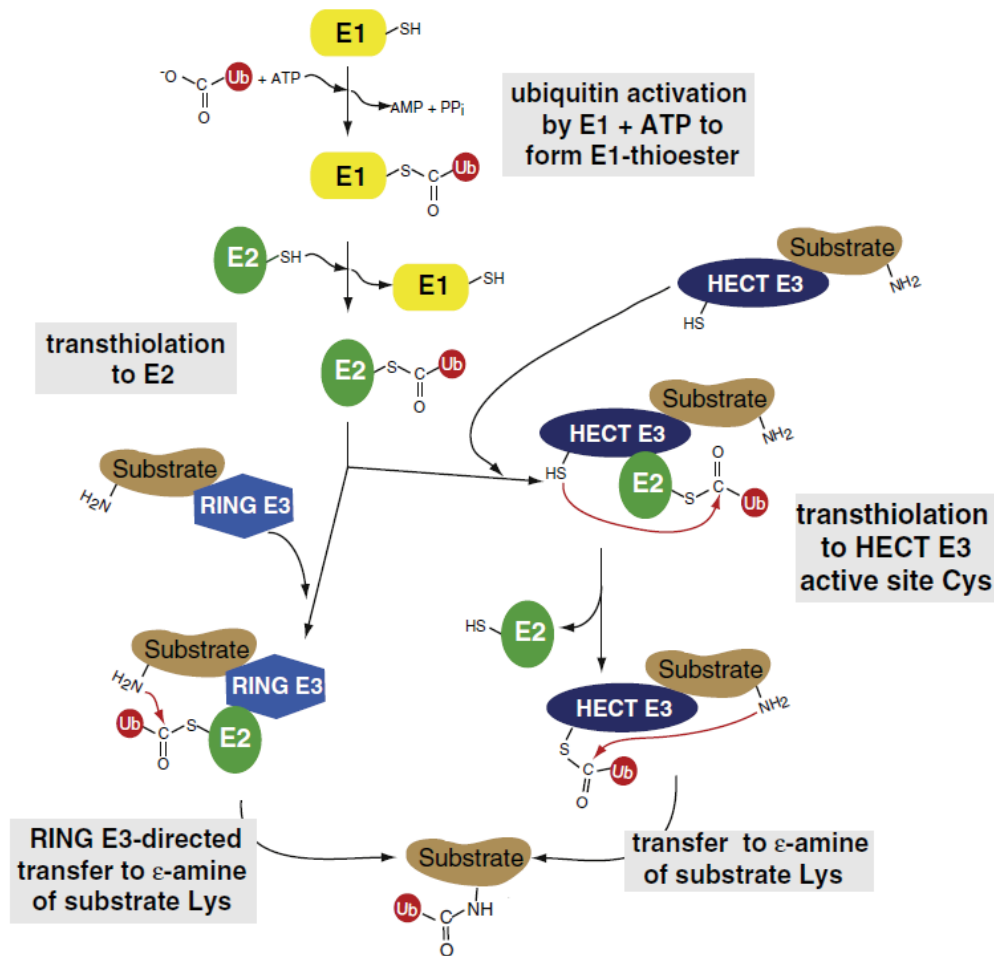 E1 SH
⁻O C Ub + ATP
O
AMP + PPi
ubiquitin activation
by E1 + ATP to
form E1-thioester
E1 S C Ub
O
E2 SH
E1 SH
transthiolation
to E2
E2 S C Ub
O
Substrate
HECT E3
NH2
HS
Substrate
H2N
RING E3
Substrate
HECT E3
NH2
HS
E2 S C Ub
O
transthiolation
to HECT E3
active site Cys
HS E2
Substrate
H2N
RING E3
Ub C S E2
O
Substrate
HECT E3
NH2
S
C Ub
O
RING E3-directed
transfer to ε-amine
of substrate Lys
transfer to ε-amine
of substrate Lys
Substrate
Ub C NH
O